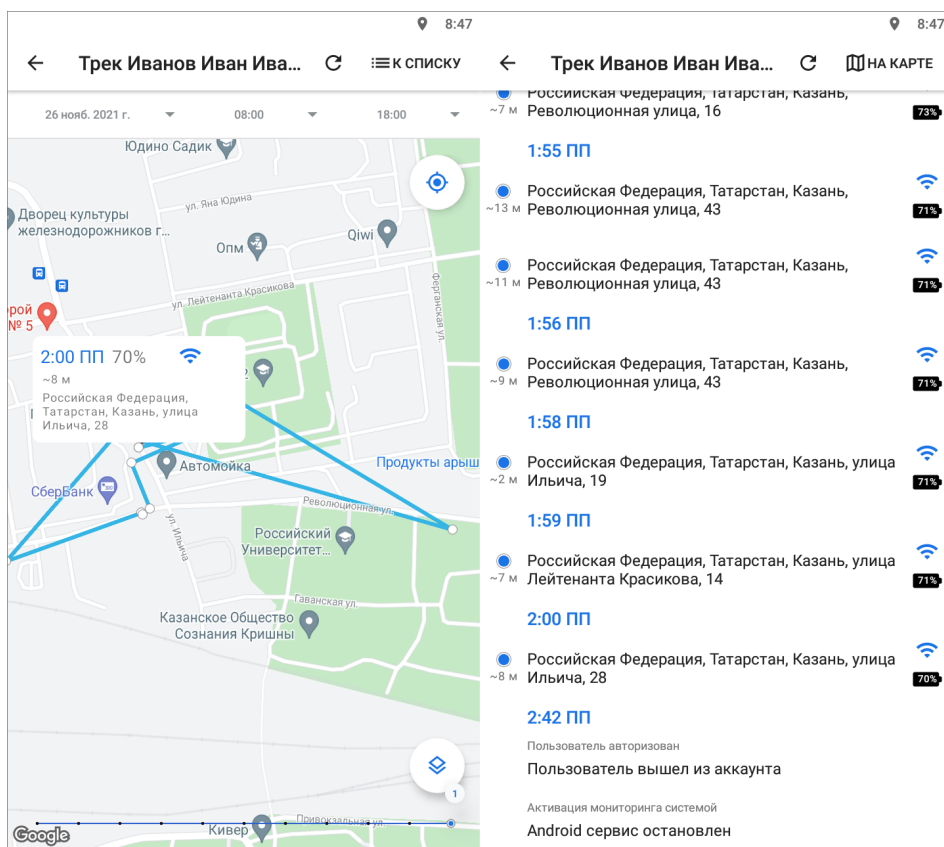 8:47
Трек Иванов Иван Ива...
К СПИСКУ
26 нояб. 2021 г.
08:00
18:00
Юдино Садик
ул. Яна Юдина
Дворец культуры
железнодорожников г...
Опм
Qiwi
Ферганская ул.
ул. Лейтенанта Красикова
рой
№ 5
2:00 ПП 70%
~8 м
Российская Федерация,
Татарстан, Казань, улица
Ильича, 28
2
Автомойка
Продукты арыш
СберБанк
Революционная ул.
ул. Ильича
Российский
Университет...
Гаванская ул.
Казанское Общество
Сознания Кришны
1
Привокзальная ул.
Кивер
Google
8:47
Трек Иванов Иван Ива...
НА КАРТЕ
Российская Федерация, Татарстан, Казань,
~7 м Революционная улица, 16
73%
1:55 ПП
Российская Федерация, Татарстан, Казань,
~13 м Революционная улица, 43
71%
Российская Федерация, Татарстан, Казань,
~11 м Революционная улица, 43
71%
1:56 ПП
Российская Федерация, Татарстан, Казань,
~9 м Революционная улица, 43
71%
1:58 ПП
Российская Федерация, Татарстан, Казань, улица
~2 м Ильича, 19
71%
1:59 ПП
Российская Федерация, Татарстан, Казань, улица
~7 м Лейтенанта Красикова, 14
71%
2:00 ПП
Российская Федерация, Татарстан, Казань, улица
~8 м Ильича, 28
70%
2:42 ПП
Пользователь авторизован
Пользователь вышел из аккаунта
Активация мониторинга системой
Android сервис остановлен